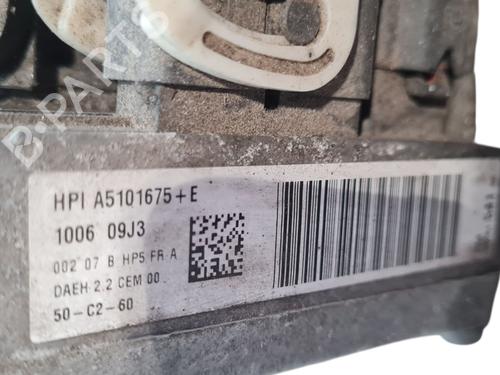 B-PARTS
HPI A5101675+E
1006 09J3
002 07 B HP5 FR A
DAEH 2.2 CEM 00
50-C2-60